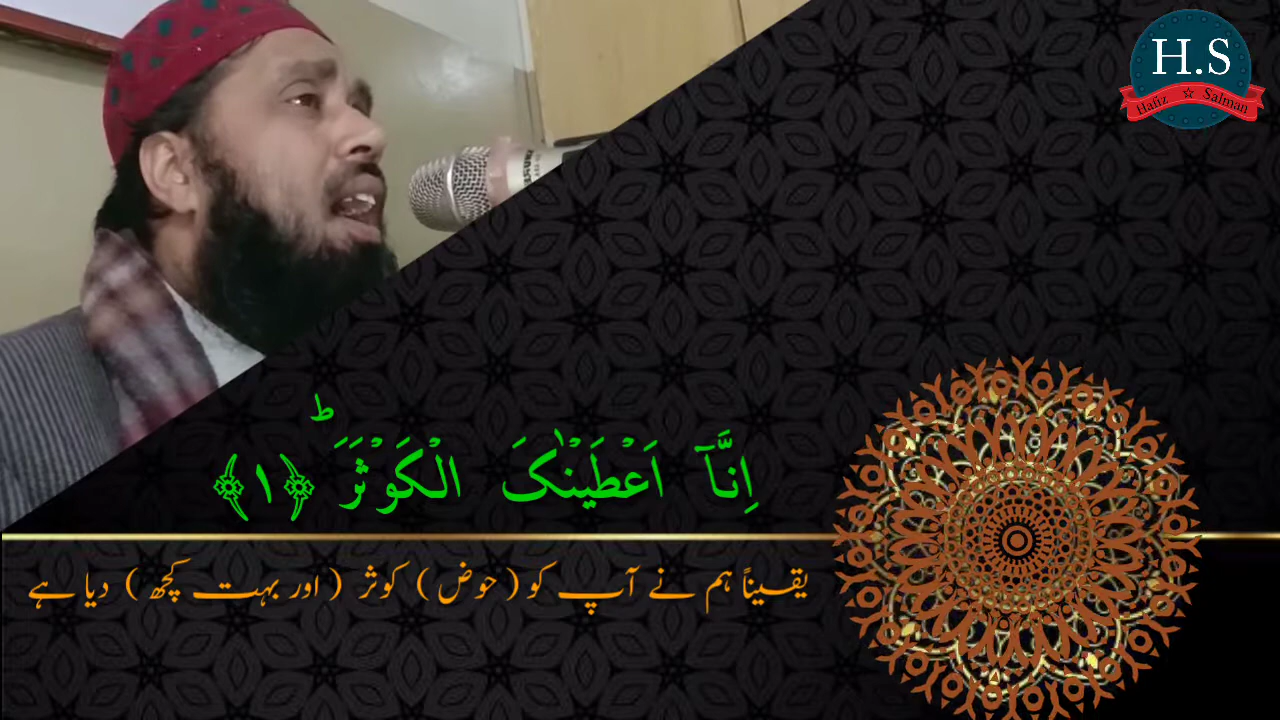 H.S
Hafiz ☆ Salman
اِنَّاۤ اَعۡطَیۡنٰکَ الۡکَوۡثَرَ ؕ﴿۱﴾
یقیناً ہم نے آپ کو (حوض) کوثر (اور بہت کچھ) دیا ہے